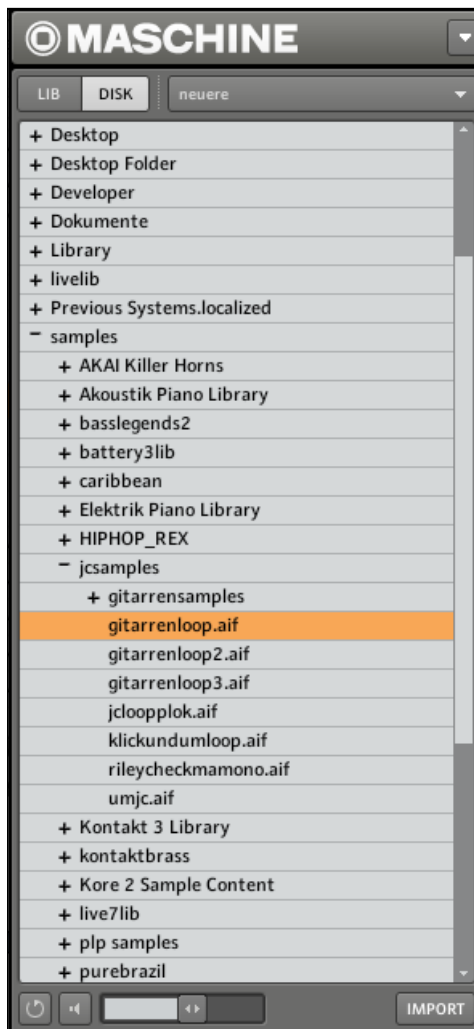 MASCHINE
LIB DISK neuere
+ Desktop
+ Desktop Folder
+ Developer
+ Dokumente
+ Library
+ livelib
+ Previous Systems.localized
- samples
+ AKAI Killer Horns
+ Akoustik Piano Library
+ basslegends2
+ battery3lib
+ caribbean
+ Elektrik Piano Library
+ HIPHOP_REX
- jcsamples
+ gitarrensamples
gitarrenloop.aif
gitarrenloop2.aif
gitarrenloop3.aif
jcloopplok.aif
klickundumloop.aif
rileycheckmamono.aif
umjc.aif
+ Kontakt 3 Library
+ kontaktbrass
+ Kore 2 Sample Content
+ live7lib
+ plp samples
+ purebrazil
IMPORT